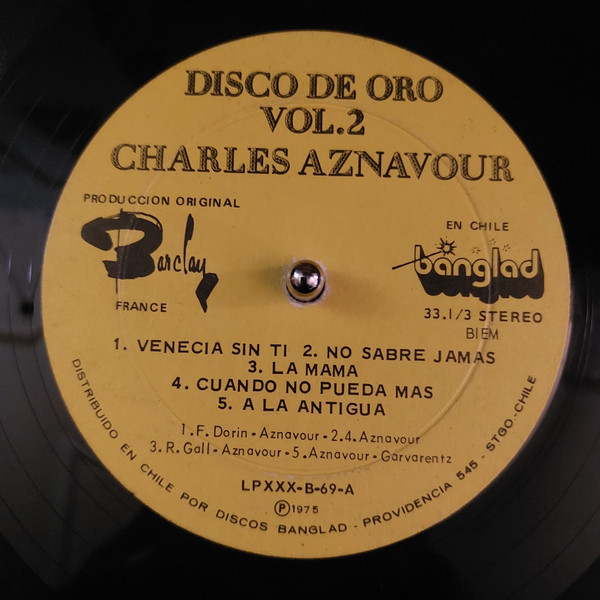 DISCO DE ORO
VOL.2
CHARLES AZNAVOUR
PRODUCCION ORIGINAL
Barclay
FRANCE
EN CHILE
banglad
33.1/3 STEREO
BIEM
1. VENECIA SIN TI 2. NO SABRE JAMAS
3. LA MAMA
4. CUANDO NO PUEDA MAS
5. A LA ANTIGUA
1.F. Dorin-Aznavour-2.4. Aznavour
3.R. Gall-Aznavour-5. Aznavour-Garvarentz
LPXXX-B-69-A
Ⓟ1975
DISTRIBUIDO EN CHILE POR DISCOS BANGLAD-PROVIDENCIA 545 - STGO.-CHILE